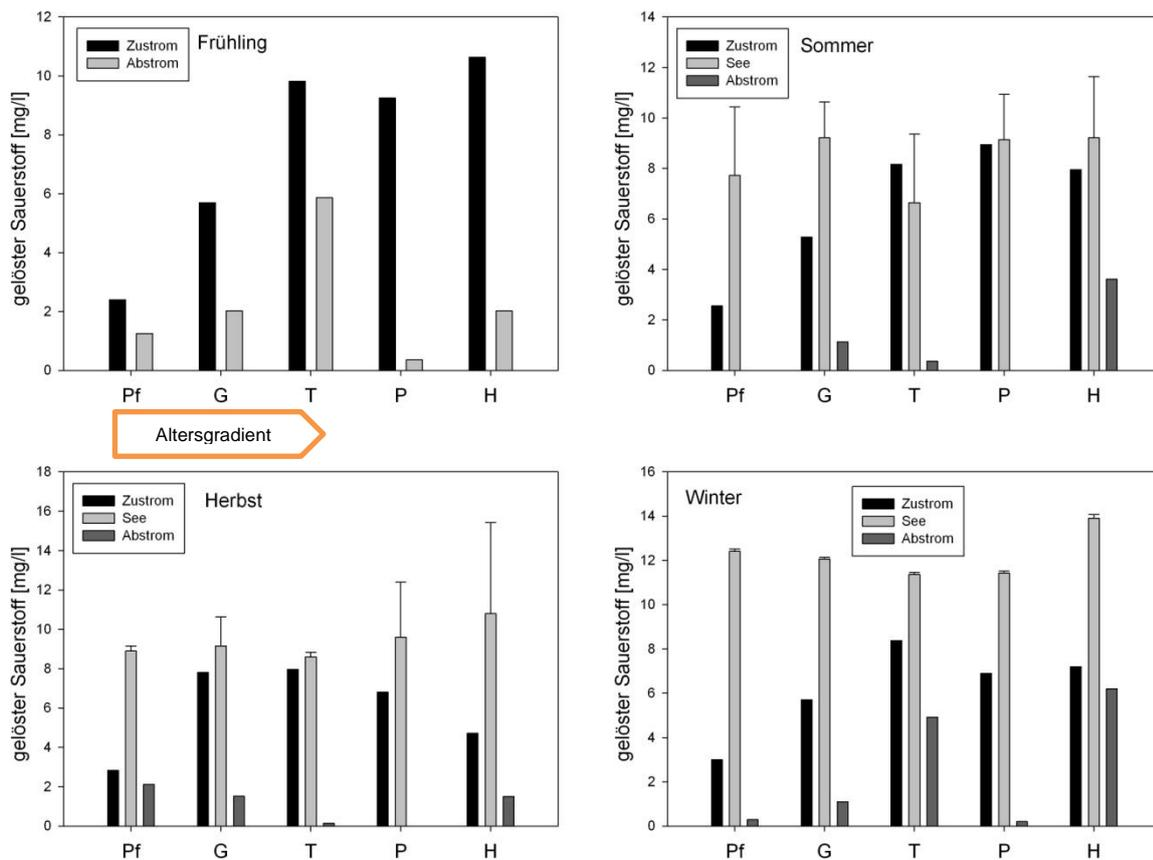 Frühling
Zustrom
Abstrom
gelöster Sauerstoff [mg/l]
12
10
8
6
4
2
0
Pf G T P H
Sommer
Zustrom
See
Abstrom
gelöster Sauerstoff [mg/l]
14
12
10
8
6
4
2
0
Pf G T P H
Altersgradient
Herbst
Zustrom
See
Abstrom
gelöster Sauerstoff [mg/l]
18
16
14
12
10
8
6
4
2
0
Pf G T P H
Winter
Zustrom
See
Abstrom
gelöster Sauerstoff [mg/l]
16
14
12
10
8
6
4
2
0
Pf G T P H